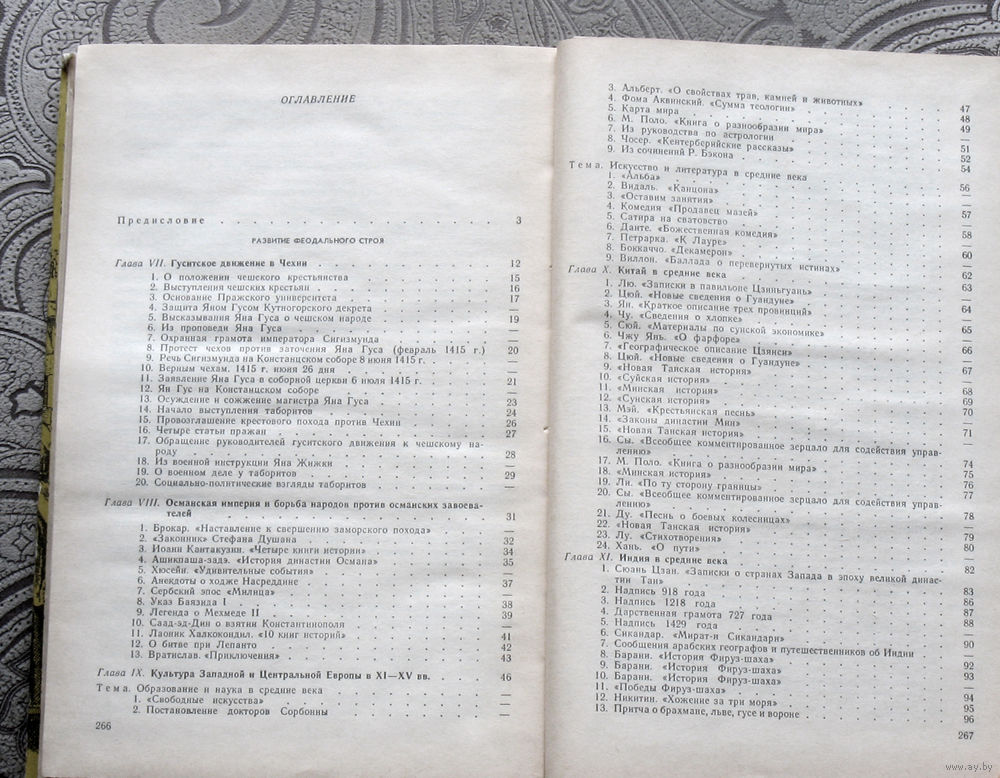 ОГЛАВЛЕНИЕ
Предисловие 3
РАЗВИТИЕ ФЕОДАЛЬНОГО СТРОЯ
Глава VII. Гуситское движение в Чехии 12
1. О положении чешского крестьянства 15
2. Выступления чешских крестьян 16
3. Основание Пражского университета 17
4. Защита Яном Гусом Кутногорского декрета —
5. Высказывания Яна Гуса о чешском народе 19
6. Из проповеди Яна Гуса —
7. Охранная грамота императора Сигизмунда —
8. Протест чехов против заточения Яна Гуса (февраль 1415 г.) 20
9. Речь Сигизмунда на Констанцском соборе 8 июня 1415 г. —
10. Верным чехам. 1415 г. июня 26 дня —
11. Заявление Яна Гуса в соборной церкви 6 июля 1415 г. 21
12. Ян Гус на Констанцском соборе —
13. Осуждение и сожжение магистра Яна Гуса 23
14. Начало выступления таборитов 24
15. Провозглашение крестового похода против Чехии 26
16. Четыре статьи пражан 27
17. Обращение руководителей гуситского движения к чешскому на-
роду 28
18. Из военной инструкции Яна Жижки —
19. О военном деле у таборитов 29
20. Социально-политические взгляды таборитов —
Глава VIII. Османская империя и борьба народов против османских завоева-
телей 31
1. Брокар. «Наставление к свершению заморского похода» —
2. «Законник» Стефана Душана 32
3. Иоанн Кантакузин. «Четыре книги истории» 34
4. Ашикпаша-задэ. «История династии Османа» 35
5. Хюсейн. «Удивительные события» —
6. Анекдоты о ходже Насреддине 37
7. Сербский эпос «Милица» —
8. Указ Баязида I 38
9. Легенда о Мехмеде II 39
10. Саад-эд-Дин о взятии Константинополя —
11. Лаоник Халкокондил. «10 книг историй» 41
12. О битве при Лепанто 42
13. Вратислав. «Приключения» 43
Глава IX. Культура Западной и Центральной Европы в XI—XV вв. 46
Тема. Образование и наука в средние века —
1. «Свободные искусства» —
2. Постановление докторов Сорбонны —
266
3. Альберт. «О свойствах трав, камней и животных» 47
4. Фома Аквинский. «Сумма теологии» 48
5. Карта мира 49
6. М. Поло. «Книга о разнообразии мира» —
7. Из руководства по астрологии 51
8. Чосер. «Кентерберийские рассказы» 52
9. Из сочинений Р. Бэкона 54
Тема. Искусство и литература в средние века 56
1. «Альба» —
2. Видаль. «Канцона» 57
3. «Оставим занятия» —
4. Комедия «Продавец мазей» 58
5. Сатира на сватовство —
6. Данте. «Божественная комедия» 60
7. Петрарка. «К Лауре» —
8. Боккаччо. «Декамерон» —
9. Виллон. «Баллада о перевернутых истинах» 62
Глава X. Китай в средние века 63
1. Лю. «Записки в павильоне Цзиньгуань» —
2. Цюй. «Новые сведения о Гуандуне» 64
3. Ян. «Краткое описание трех провинций» —
4. Чу. «Сведения о хлопке» 65
5. Сюй. «Материалы по сунской экономике» —
6. Чжу Янь. «О фарфоре» 66
7. «Географическое описание Цзянси» —
8. Цюй. «Новые сведения о Гуандуне» 67
9. «Новая Танская история» —
10. «Суйская история» 68
11. «Минская история» 69
12. «Сунская история» 70
13. Мэй. «Крестьянская песнь» —
14. «Законы династии Мин» 71
15. «Новая Танская история» —
16. Сы. «Всеобщее комментированное зерцало для содействия управ-
лению» 74
17. М. Поло. «Книга о разнообразии мира» 75
18. «Минская история» 76
19. Ли. «По ту сторону границы» 77
20. Сы. «Всеобщее комментированное зерцало для содействия управ-
лению» 78
21. Ду. «Песнь о боевых колесницах» —
22. «Новая Танская история» 79
23. Лу. «Стихотворения» 80
24. Хань. «О пути»
Глава XI. Индия в средние века 82
1. Сюань Цзан. «Записки о странах Запада в эпоху великой динас-
тии Тан» 83
2. Надпись 918 года 86
3. Надпись 1218 года 87
4. Дарственная грамота 727 года 88
5. Надпись 1429 года —
6. Сикандар. «Мират-и Сикандари» 90
7. Сообщения арабских географов и путешественников об Индии —
8. Барани. «История Фируз-шаха» 92
9. Барани. «История Фируз-шаха» 93
10. Барани. «История Фируз-шаха» —
11. «Победы Фируз-шаха» 94
12. Никитин. «Хожение за три моря» 95
13. Притча о брахмане, льве, гусе и вороне 96
267
www.ay.by